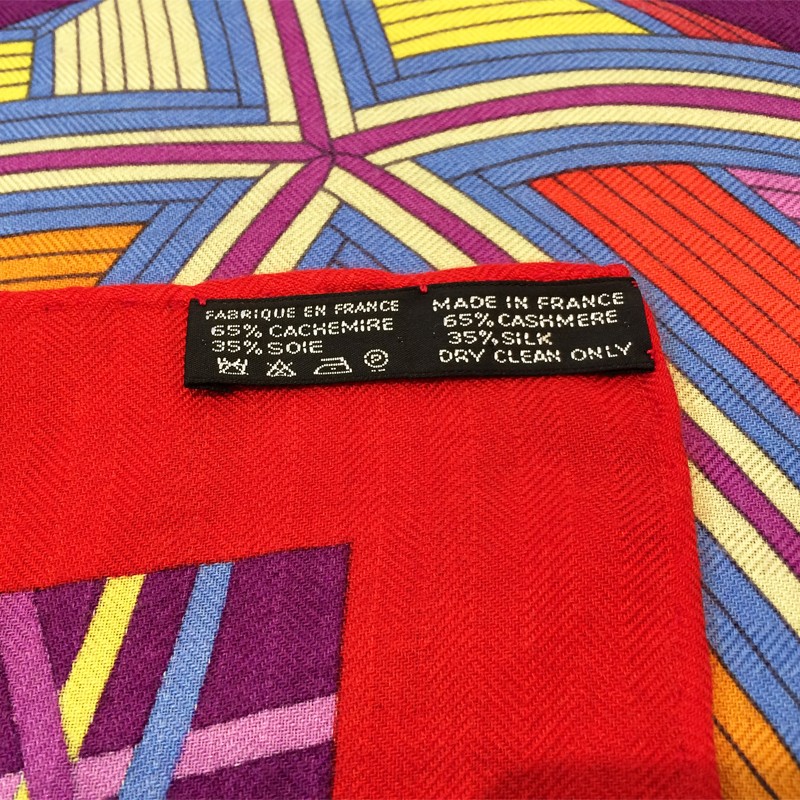 FABRIQUE EN FRANCE
65% CACHEMIRE
35% SOIE
MADE IN FRANCE
65% CASHMERE
35% SILK
DRY CLEAN ONLY